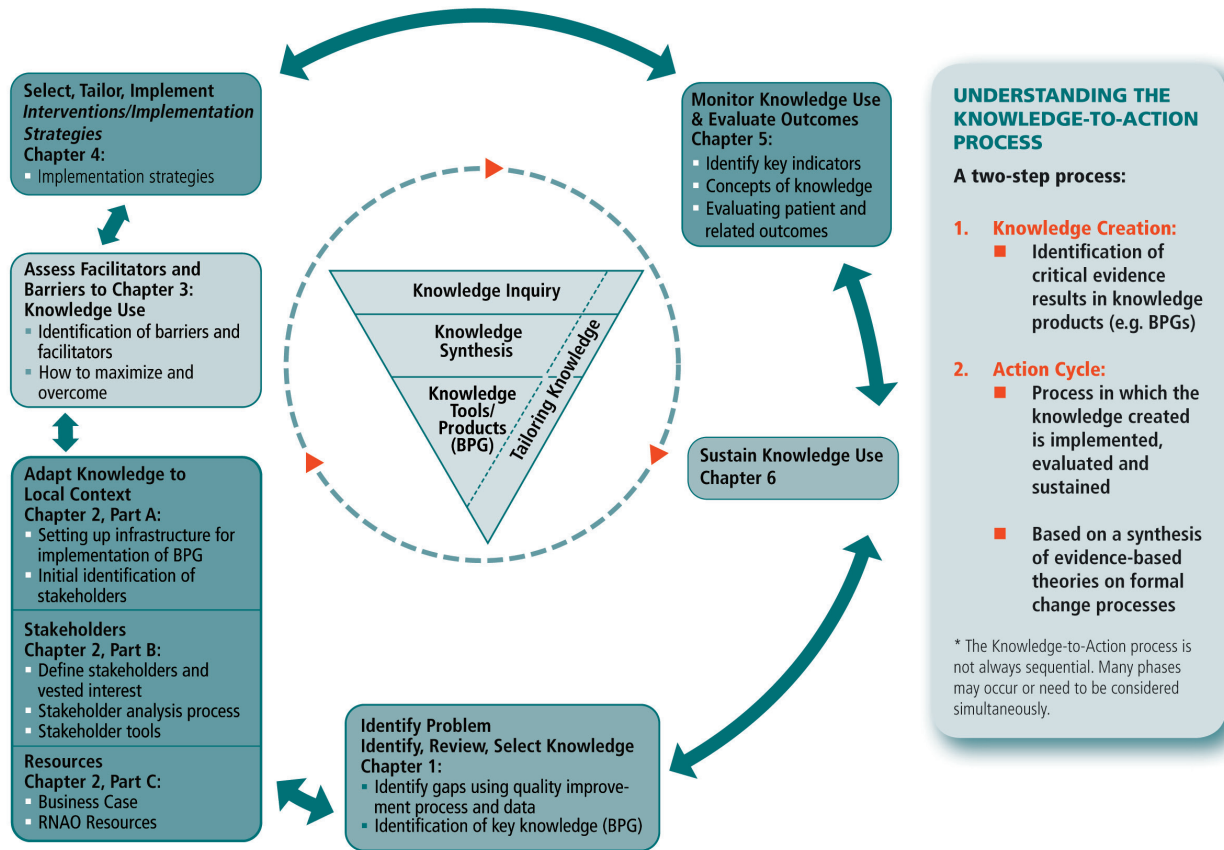 Select, Tailor, Implement
Interventions/Implementation
Strategies
Chapter 4:
▪ Implementation strategies
Assess Facilitators and
Barriers to Chapter 3:
Knowledge Use
▪ Identification of barriers and
facilitators
▪ How to maximize and
overcome
Adapt Knowledge to
Local Context
Chapter 2, Part A:
▪ Setting up infrastructure for
implementation of BPG
▪ Initial identification of
stakeholders
Stakeholders
Chapter 2, Part B:
▪ Define stakeholders and
vested interest
▪ Stakeholder analysis process
▪ Stakeholder tools
Resources
Chapter 2, Part C:
▪ Business Case
▪ RNAO Resources
Identify Problem
Identify, Review, Select Knowledge
Chapter 1:
▪ Identify gaps using quality improve-
ment process and data
▪ Identification of key knowledge (BPG)
Knowledge Inquiry
Knowledge
Synthesis
Knowledge
Tools/
Products
(BPG)
Tailoring Knowledge
Monitor Knowledge Use
& Evaluate Outcomes
Chapter 5:
▪ Identify key indicators
▪ Concepts of knowledge
▪ Evaluating patient and
related outcomes
Sustain Knowledge Use
Chapter 6
UNDERSTANDING THE
KNOWLEDGE-TO-ACTION
PROCESS
A two-step process:
1. Knowledge Creation:
■ Identification of
critical evidence
results in knowledge
products (e.g. BPGs)
2. Action Cycle:
■ Process in which the
knowledge created
is implemented,
evaluated and
sustained
■ Based on a synthesis
of evidence-based
theories on formal
change processes
* The Knowledge-to-Action process is
not always sequential. Many phases
may occur or need to be considered
simultaneously.